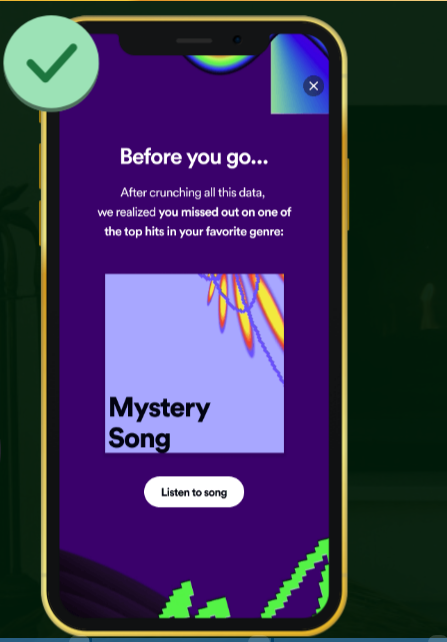 Before you go...
After crunching all this data,
we realized you missed out on one of
the top hits in your favorite genre:
Mystery
Song
Listen to song